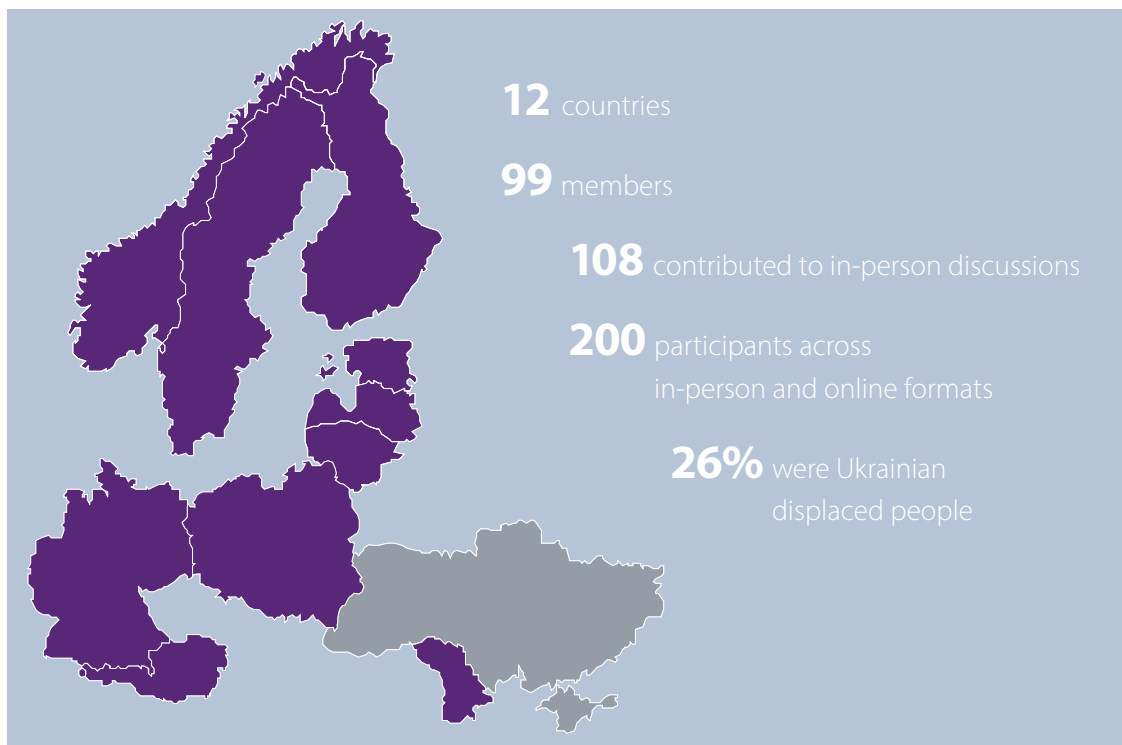 12 countries
99 members
108 contributed to in-person discussions
200 participants across
in-person and online formats
26% were Ukrainian
displaced people